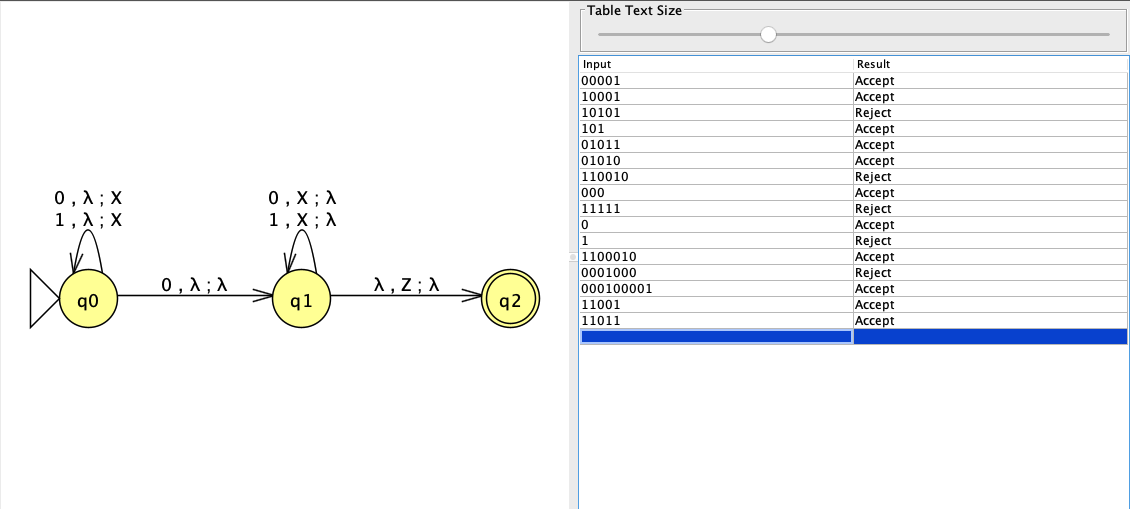 Table Text Size
Input Result
00001 Accept
10001 Accept
10101 Reject
101 Accept
01011 Accept
01010 Accept
110010 Reject
000 Accept
11111 Reject
0 Accept
1 Reject
1100010 Accept
0001000 Reject
000100001 Accept
11001 Accept
11011 Accept
0 , λ ; X
1 , λ ; X
0 , X ; λ
1 , X ; λ
0 , λ ; λ
λ , Z ; λ
q0
q1
q2